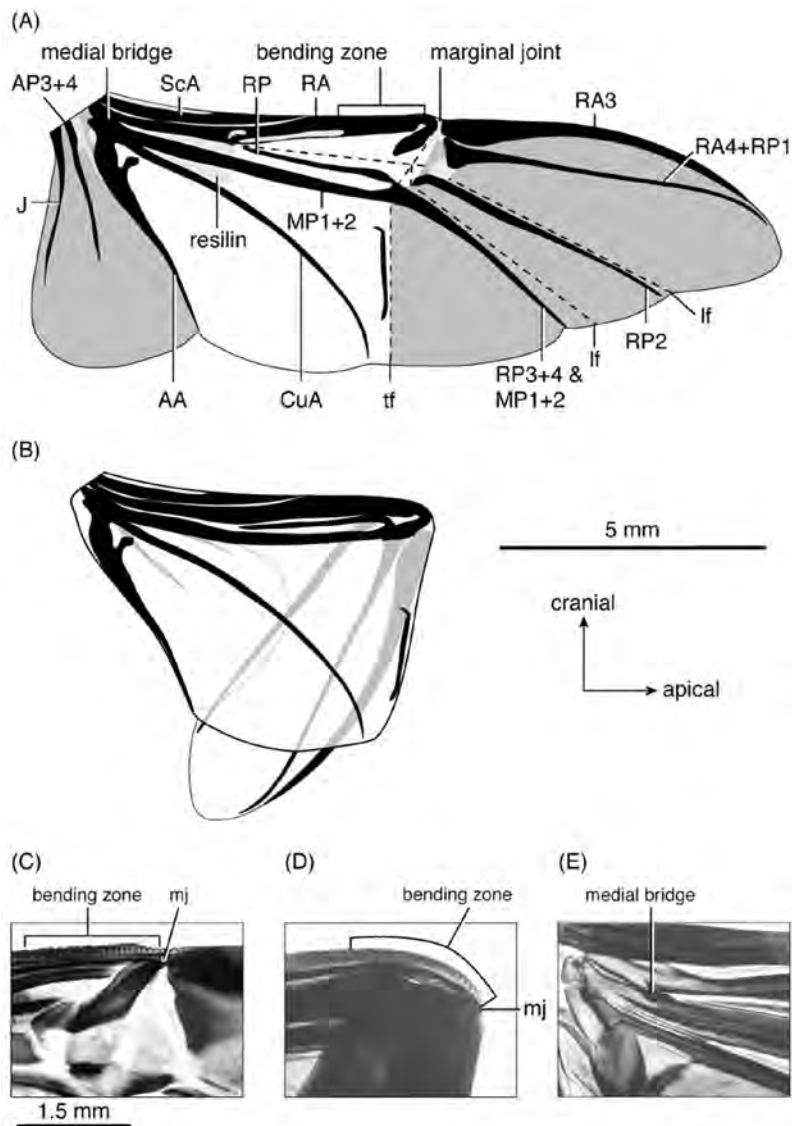 (A)
medial bridge
bending zone
marginal joint
AP3+4
ScA
RP
RA
RA3
RA4+RP1
J
resilin
MP1+2
lf
RP2
lf
RP3+4 &
MP1+2
AA
CuA
tf
(B)
5 mm
cranial
apical
(C)
bending zone
mj
(D)
bending zone
mj
(E)
medial bridge
1.5 mm